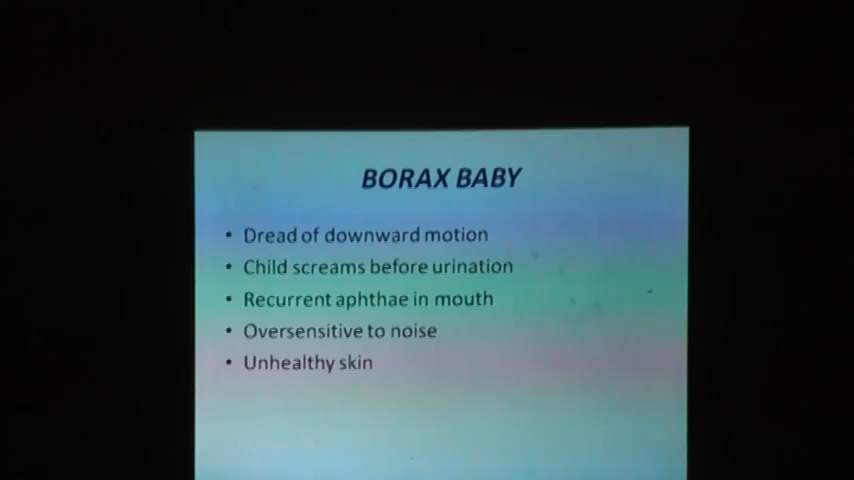 BORAX BABY
• Dread of downward motion
• Child screams before urination
• Recurrent aphthae in mouth
• Oversensitive to noise
• Unhealthy skin